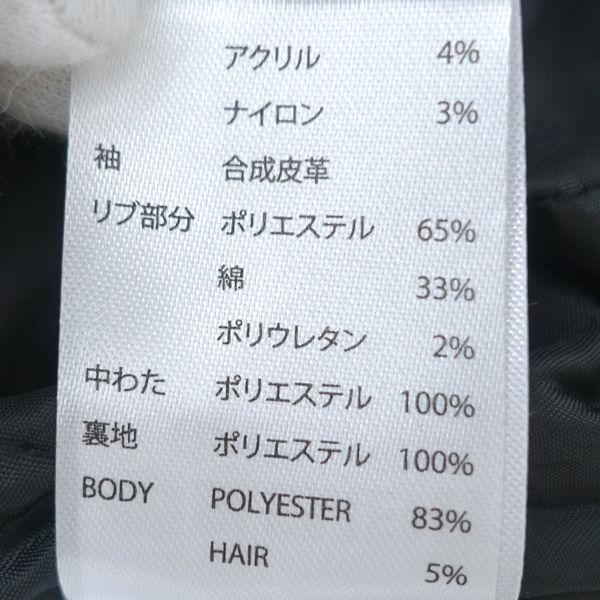 アクリル 4%
ナイロン 3%
袖 合成皮革
リブ部分 ポリエステル 65%
綿 33%
ポリウレタン 2%
中わた ポリエステル 100%
裏地 ポリエステル 100%
BODY POLYESTER 83%
HAIR 5%